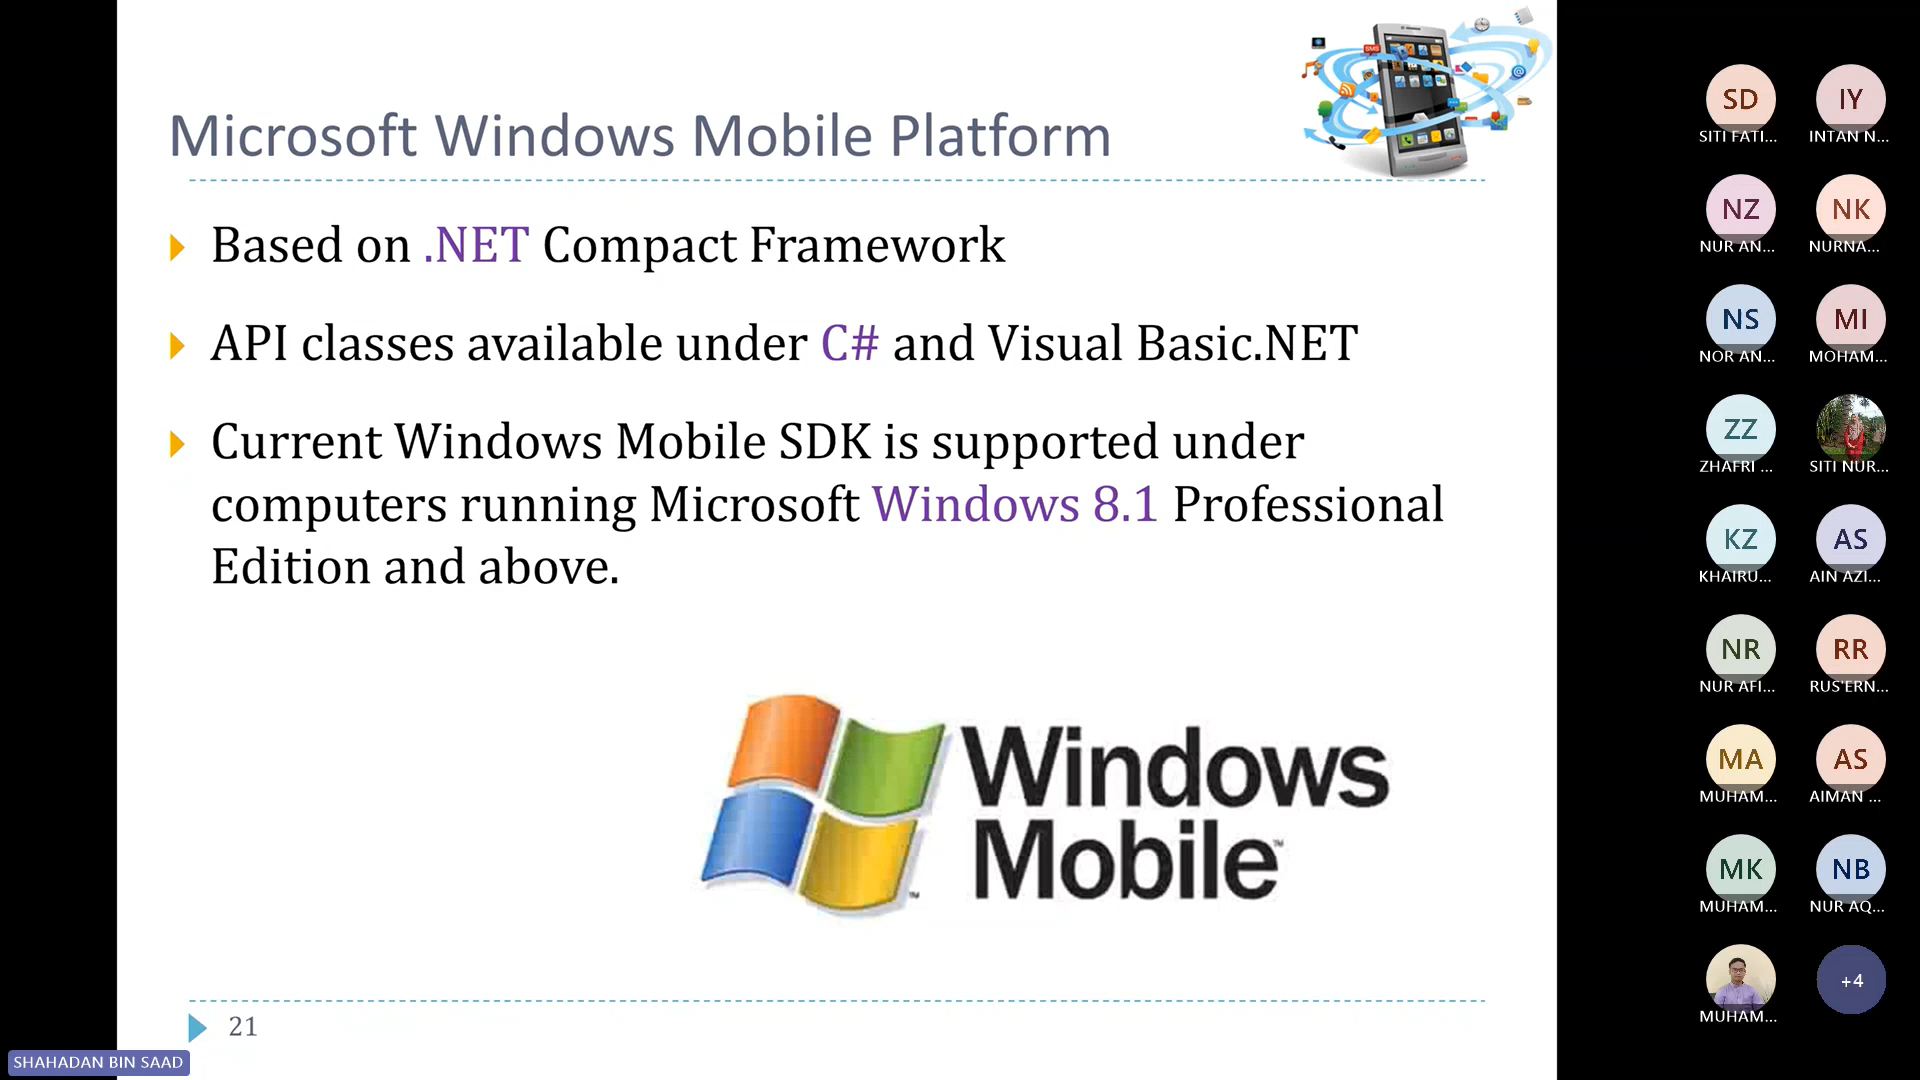 Microsoft Windows Mobile Platform
SMS
Based on .NET Compact Framework
API classes available under C# and Visual Basic.NET
Current Windows Mobile SDK is supported under
computers running Microsoft Windows 8.1 Professional
Edition and above.
Windows
Mobile™
21
SHAHADAN BIN SAAD
SD
SITI FATI...
IY
INTAN N...
NZ
NUR AN...
NK
NURNA...
NS
NOR AN...
MI
MOHAM...
ZZ
ZHAFRI ...
SITI NUR...
KZ
KHAIRU...
AS
AIN AZI...
NR
NUR AFI...
RR
RUS'ERN...
MA
MUHAM...
AS
AIMAN ...
MK
MUHAM...
NB
NUR AQ...
MUHAM...
+4